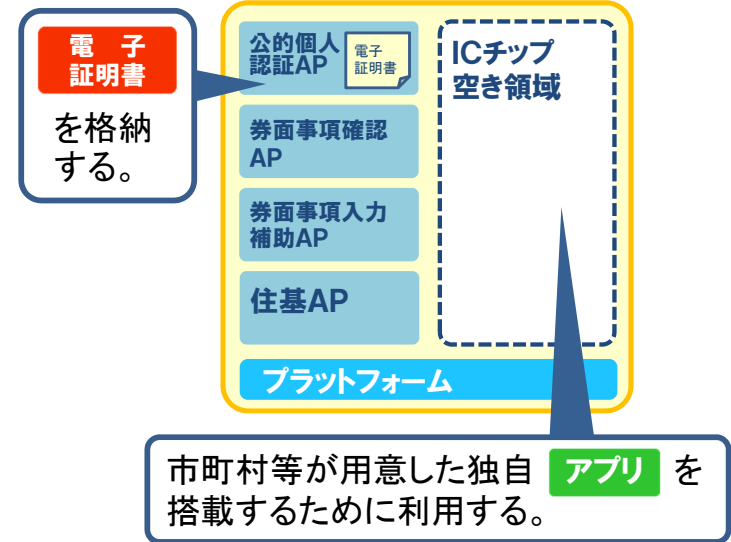 電 子
証明書
を格納
する。
公的個人
認証AP
電子
証明書
券面事項確認
AP
券面事項入力
補助AP
住基AP
ICチップ
空き領域
プラットフォーム
市町村等が用意した独自 アプリ を
搭載するために利用する。